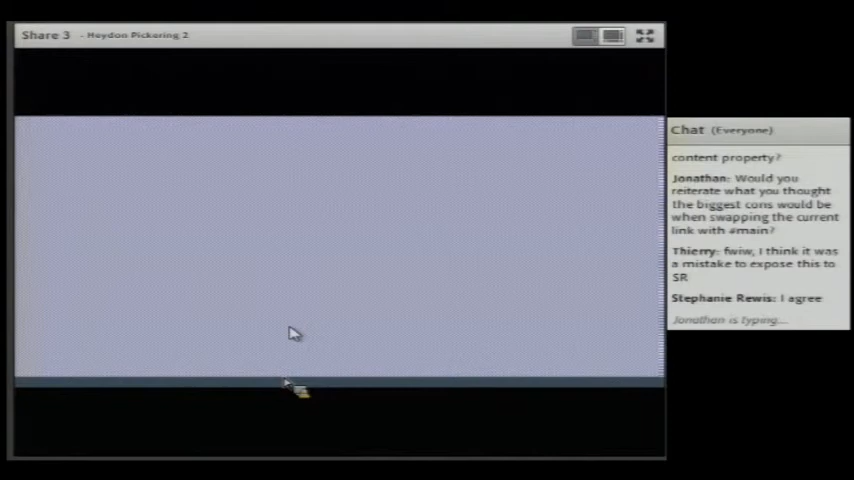 Share 3 - Heydon Pickering 2
Chat (Everyone)
content property?
Jonathan: Would you
reiterate what you thought
the biggest cons would be
when swapping the current
link with #main?
Thierry: fwiw, I think it was
a mistake to expose this to
SR
Stephanie Rewis: I agree
Jonathan is typing...